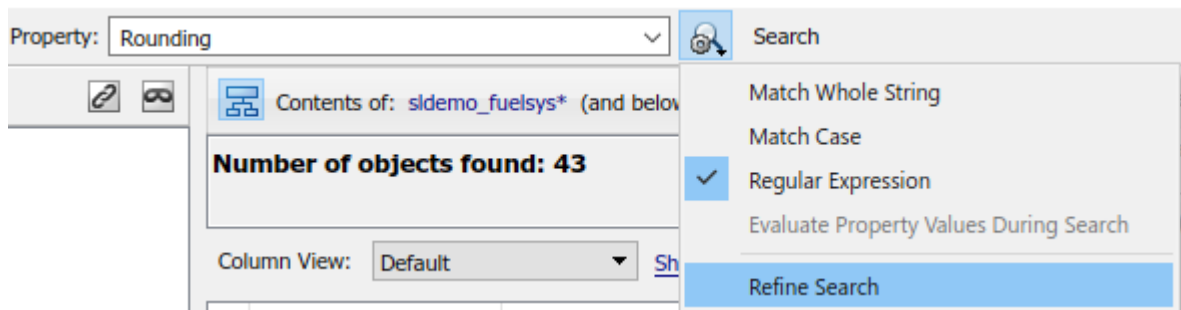 Property: Rounding Search
Contents of: sldemo_fuelsys* (and below
Number of objects found: 43
Column View: Default Sh
Match Whole String
Match Case
Regular Expression
Evaluate Property Values During Search
Refine Search